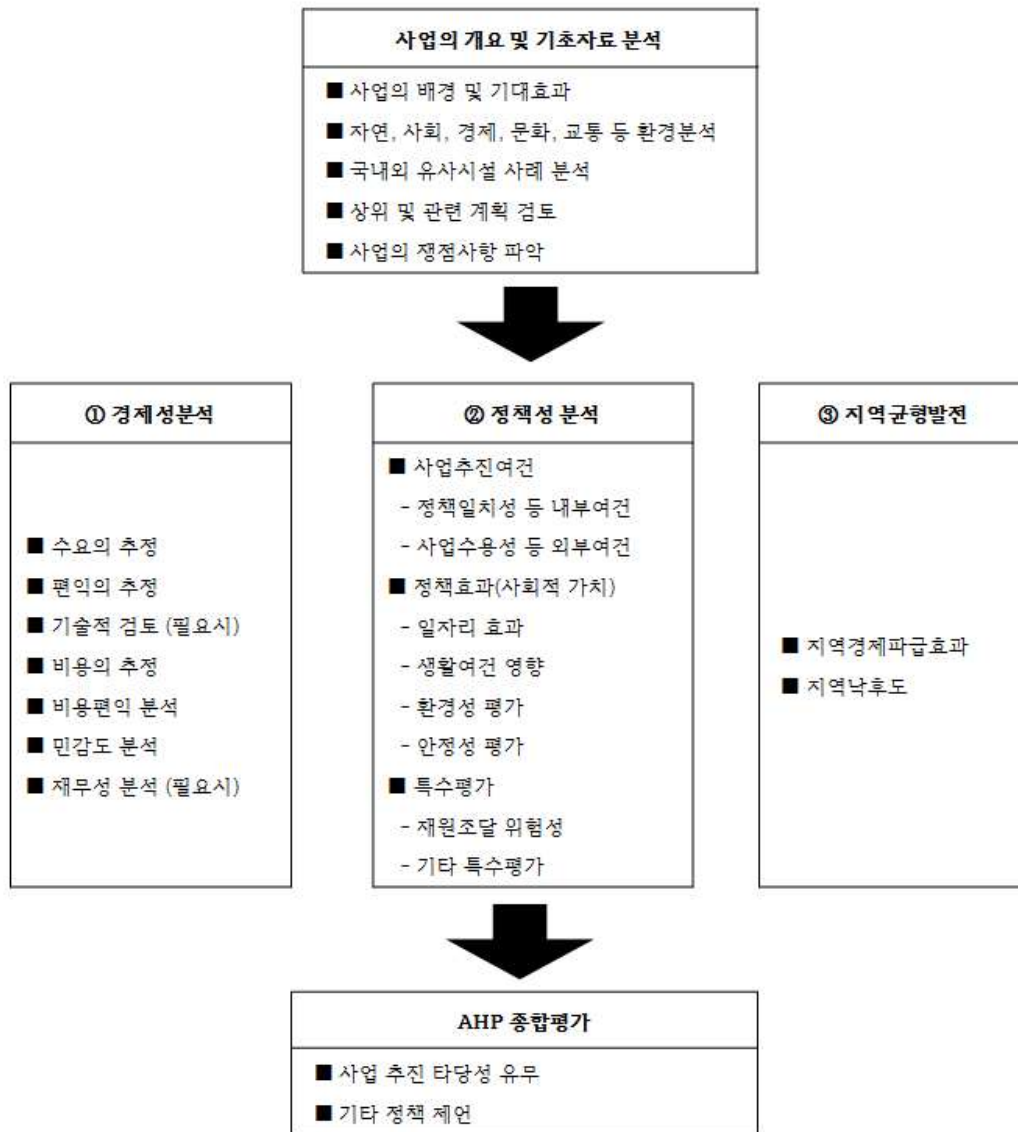 사업의 개요 및 기초자료 분석
■ 사업의 배경 및 기대효과
■ 자연, 사회, 경제, 문화, 교통 등 환경분석
■ 국내외 유사시설 사례 분석
■ 상위 및 관련 계획 검토
■ 사업의 쟁점사항 파악
① 경제성분석
■ 수요의 추정
■ 편익의 추정
■ 기술적 검토 (필요시)
■ 비용의 추정
■ 비용편익 분석
■ 민감도 분석
■ 재무성 분석 (필요시)
② 정책성 분석
■ 사업추진여건
- 정책일치성 등 내부여건
- 사업수용성 등 외부여건
■ 정책효과(사회적 가치)
- 일자리 효과
- 생활여건 영향
- 환경성 평가
- 안정성 평가
■ 특수평가
- 재원조달 위험성
- 기타 특수평가
③ 지역균형발전
■ 지역경제파급효과
■ 지역낙후도
AHP 종합평가
■ 사업 추진 타당성 유무
■ 기타 정책 제언